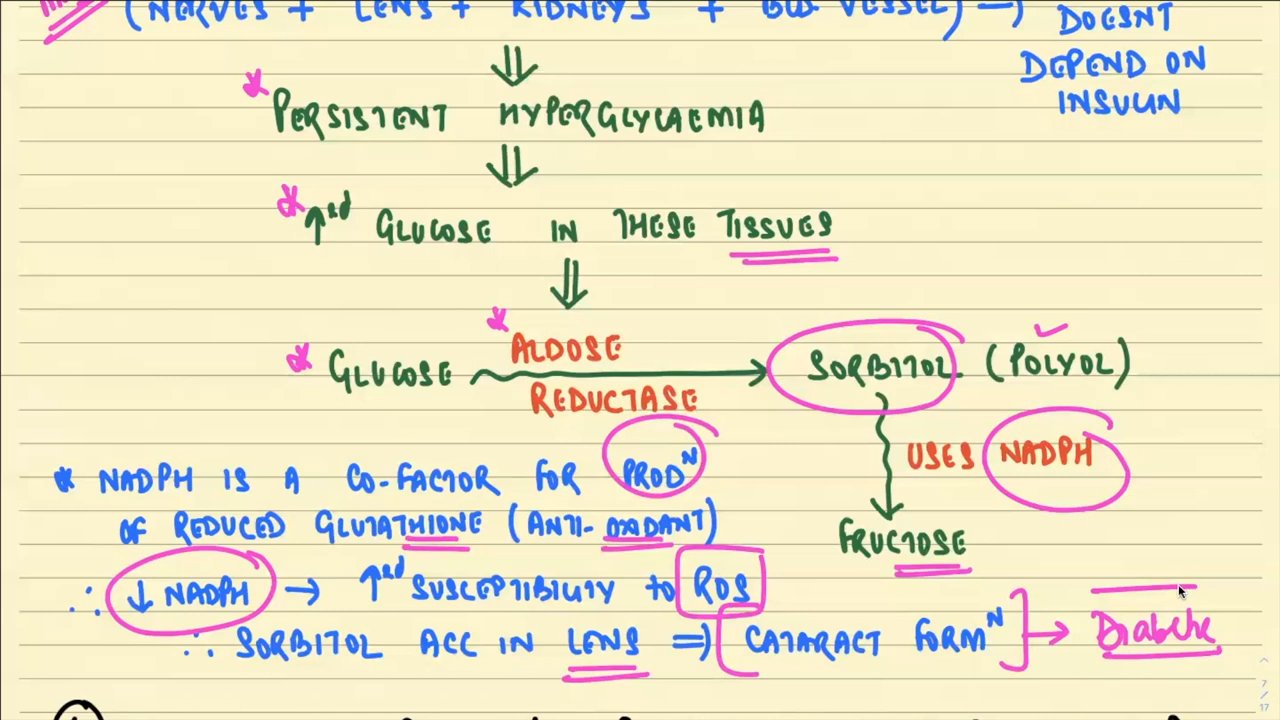 (NERVES + LENS + KIDNEYS + BLD VESSEL) → DOESNT
DEPEND ON
INSULIN
⇓
* PERSISTENT HYPERGLYCAEMIA
⇓
* ↑ed GLUCOSE IN THESE TISSUES
⇓
* GLUCOSE * ALDOSE REDUCTASE → SORBITOL (POLYOL) ✓
USES NADPH
FRUCTOSE
* NADPH IS A CO-FACTOR FOR PRODᴺ
OF REDUCED GLUTATHIONE (ANTI-OXIDANT)
∴ ↓ NADPH → ↑ed SUSCEPTIBILITY TO ROS
∴ SORBITOL ACC IN LENS ⇒ [CATARACT FORMᴺ] → Diabetic
7
/
17